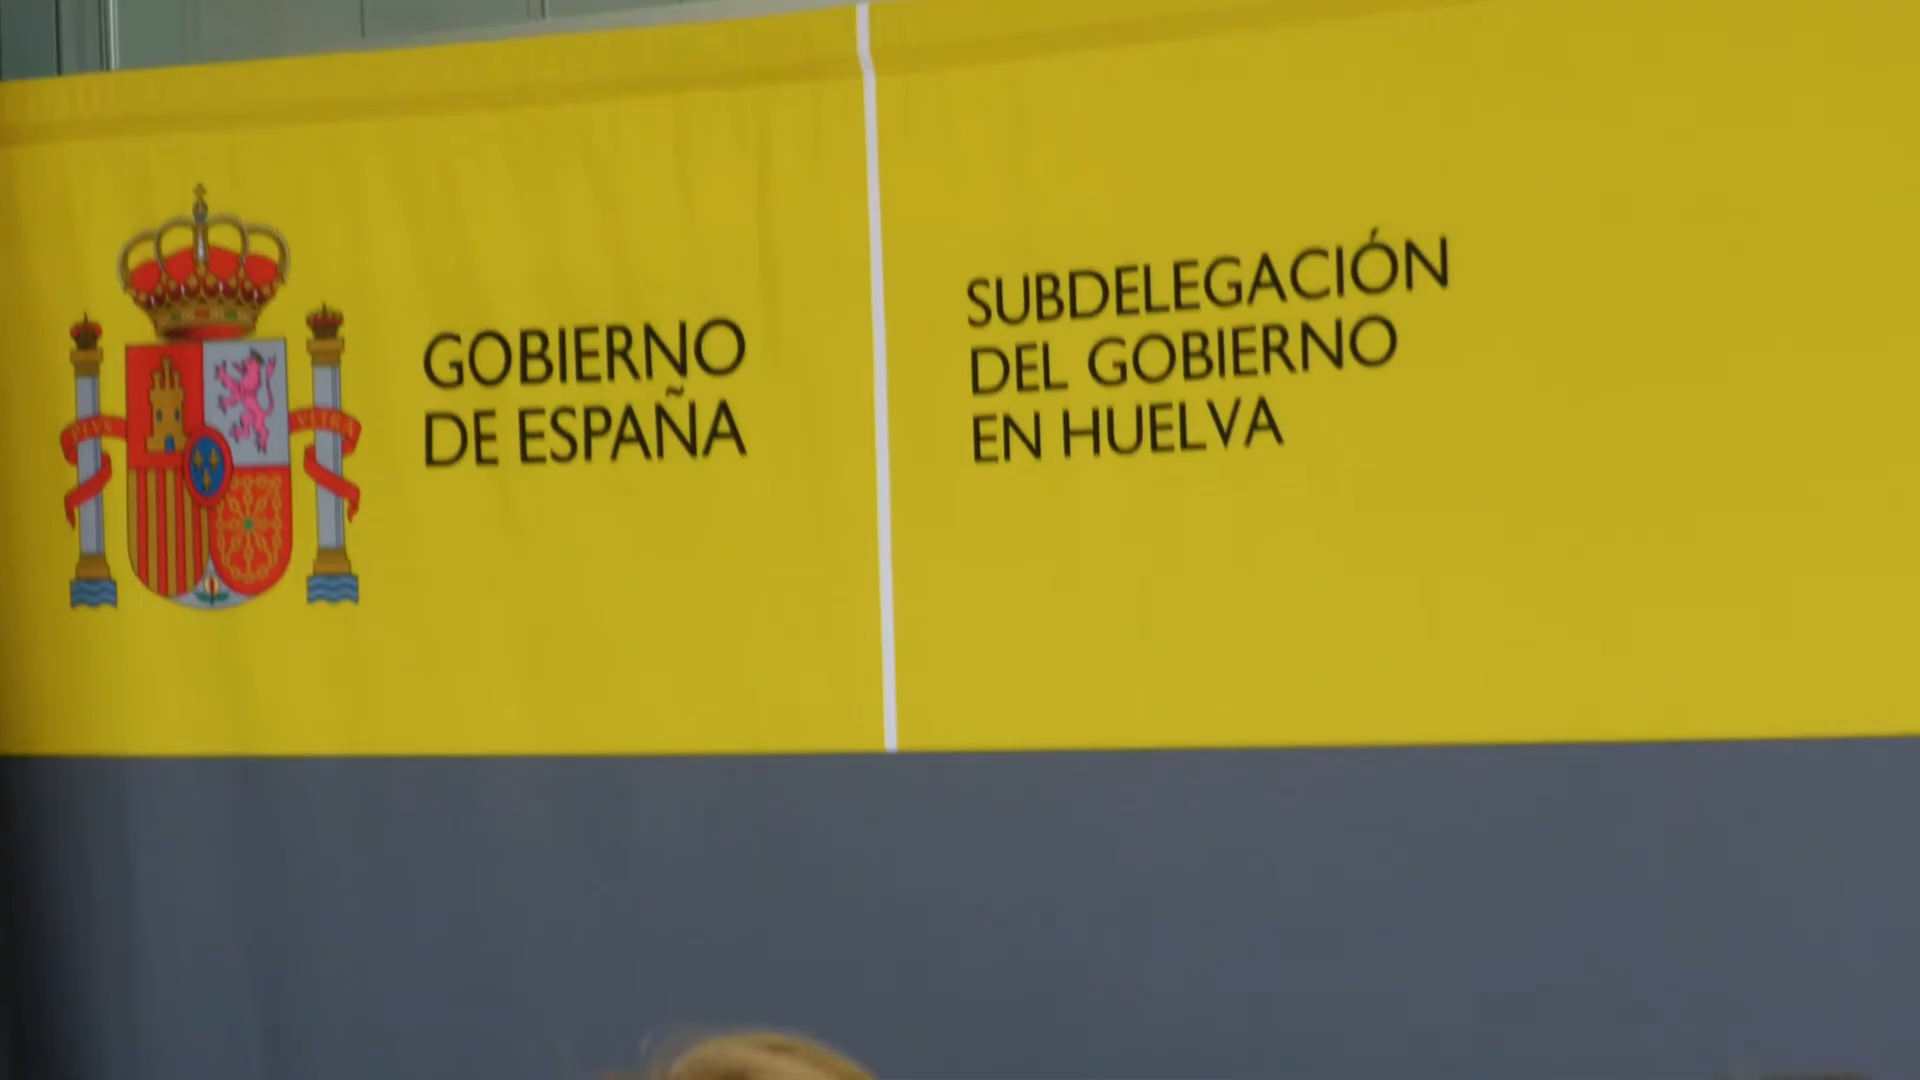 GOBIERNO
DE ESPAÑA
SUBDELEGACIÓN
DEL GOBIERNO
EN HUELVA